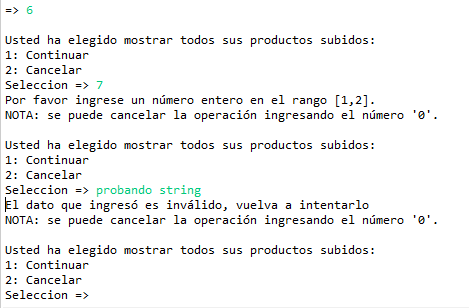 => 6
Usted ha elegido mostrar todos sus productos subidos:
1: Continuar
2: Cancelar
Seleccion => 7
Por favor ingrese un número entero en el rango [1,2].
NOTA: se puede cancelar la operación ingresando el número '0'.
Usted ha elegido mostrar todos sus productos subidos:
1: Continuar
2: Cancelar
Seleccion => probando string
El dato que ingresó es inválido, vuelva a intentarlo
NOTA: se puede cancelar la operación ingresando el número '0'.
Usted ha elegido mostrar todos sus productos subidos:
1: Continuar
2: Cancelar
Seleccion =>